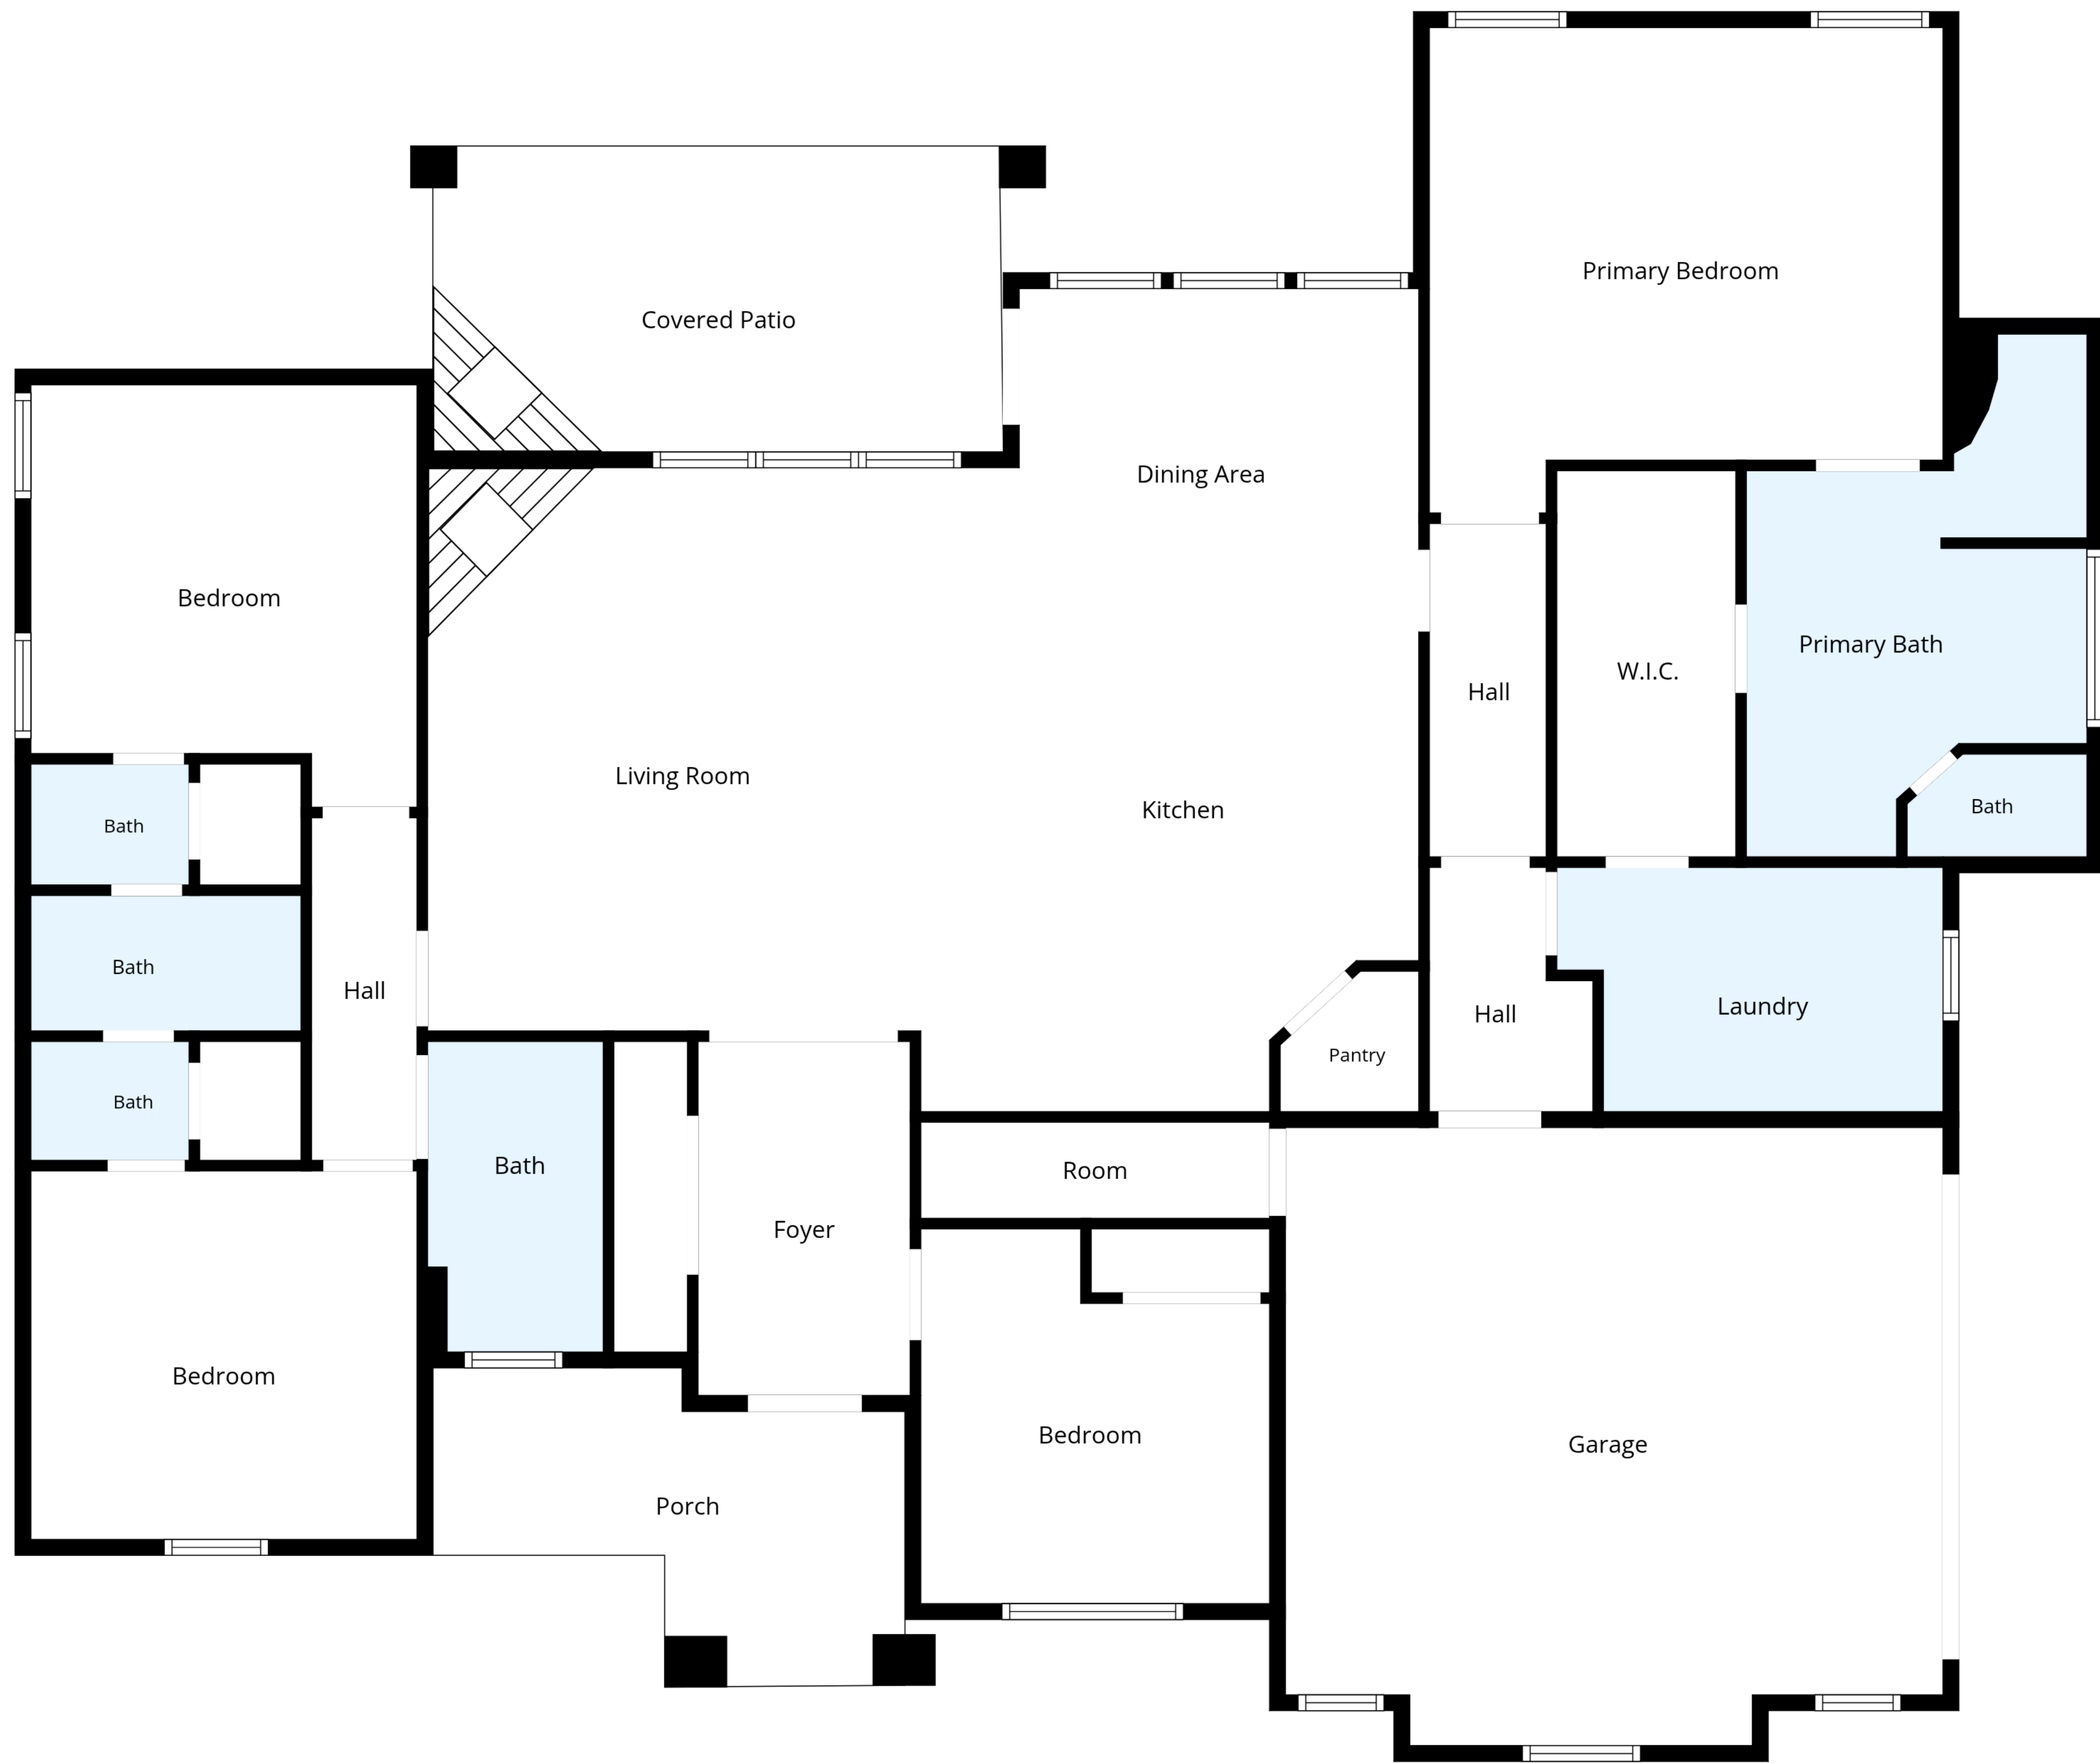 Primary Bedroom
Covered Patio
Dining Area
Bedroom
Primary Bath
W.I.C.
Hall
Living Room
Kitchen
Bath
Bath
Bath
Hall
Hall
Laundry
Pantry
Bath
Bath
Room
Foyer
Bedroom
Bedroom
Garage
Porch